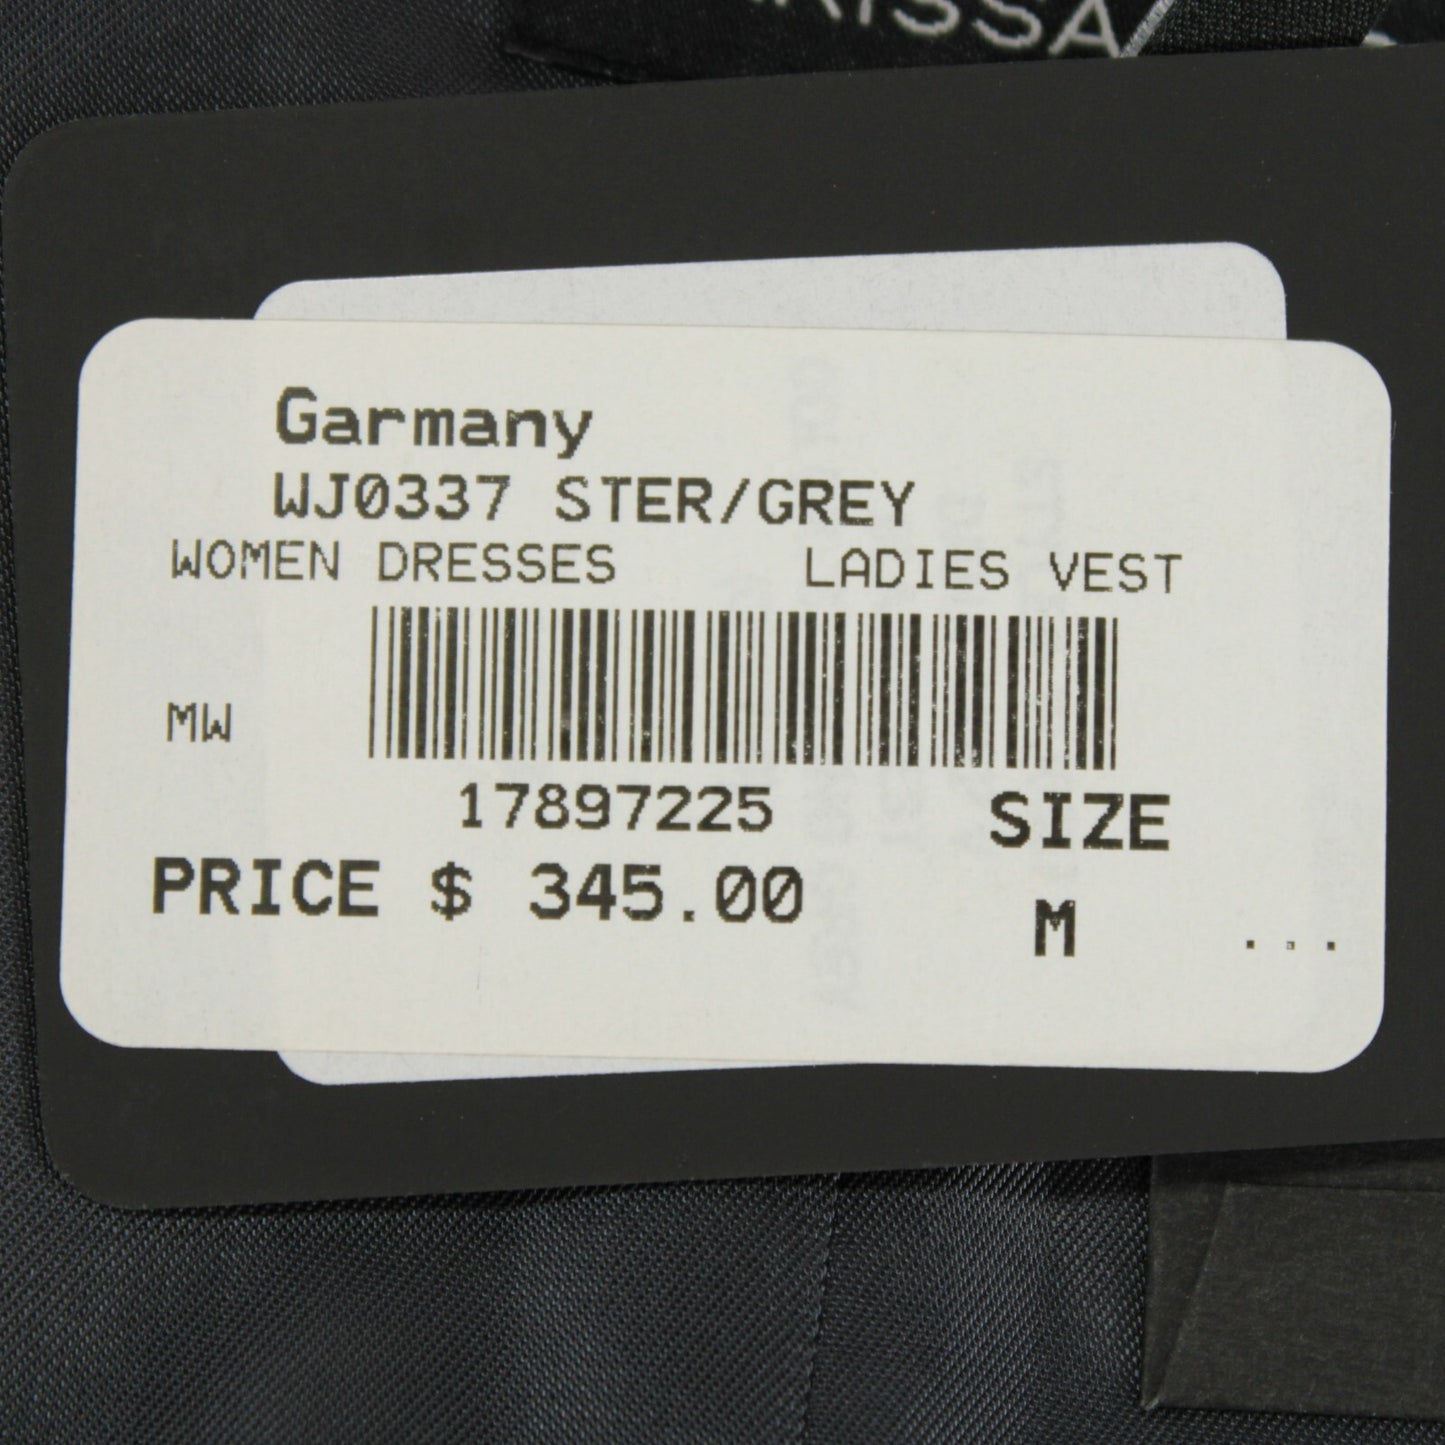 Garmany
WJ0337 STER/GREY
WOMEN DRESSES LADIES VEST
MW
17897225 SIZE
PRICE $ 345.00
M ...